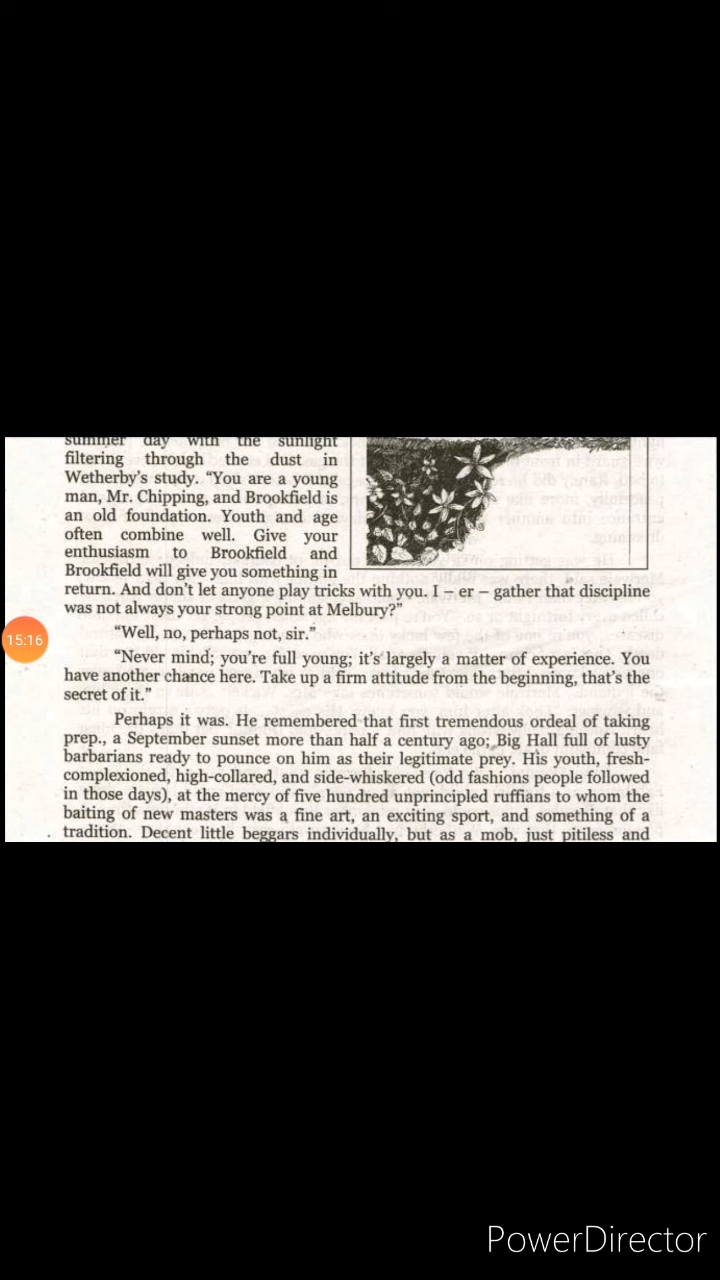 summer day with the sunlight
filtering through the dust in
Wetherby’s study. “You are a young
man, Mr. Chipping, and Brookfield is
an old foundation. Youth and age
often combine well. Give your
enthusiasm to Brookfield and
Brookfield will give you something in
return. And don’t let anyone play tricks with you. I – er – gather that discipline
was not always your strong point at Melbury?”
“Well, no, perhaps not, sir.”
“Never mind; you’re full young; it’s largely a matter of experience. You
have another chance here. Take up a firm attitude from the beginning, that’s the
secret of it.”
Perhaps it was. He remembered that first tremendous ordeal of taking
prep., a September sunset more than half a century ago; Big Hall full of lusty
barbarians ready to pounce on him as their legitimate prey. His youth, fresh-
complexioned, high-collared, and side-whiskered (odd fashions people followed
in those days), at the mercy of five hundred unprincipled ruffians to whom the
baiting of new masters was a fine art, an exciting sport, and something of a
tradition. Decent little beggars individually, but as a mob, just pitiless and
15:16
PowerDirector